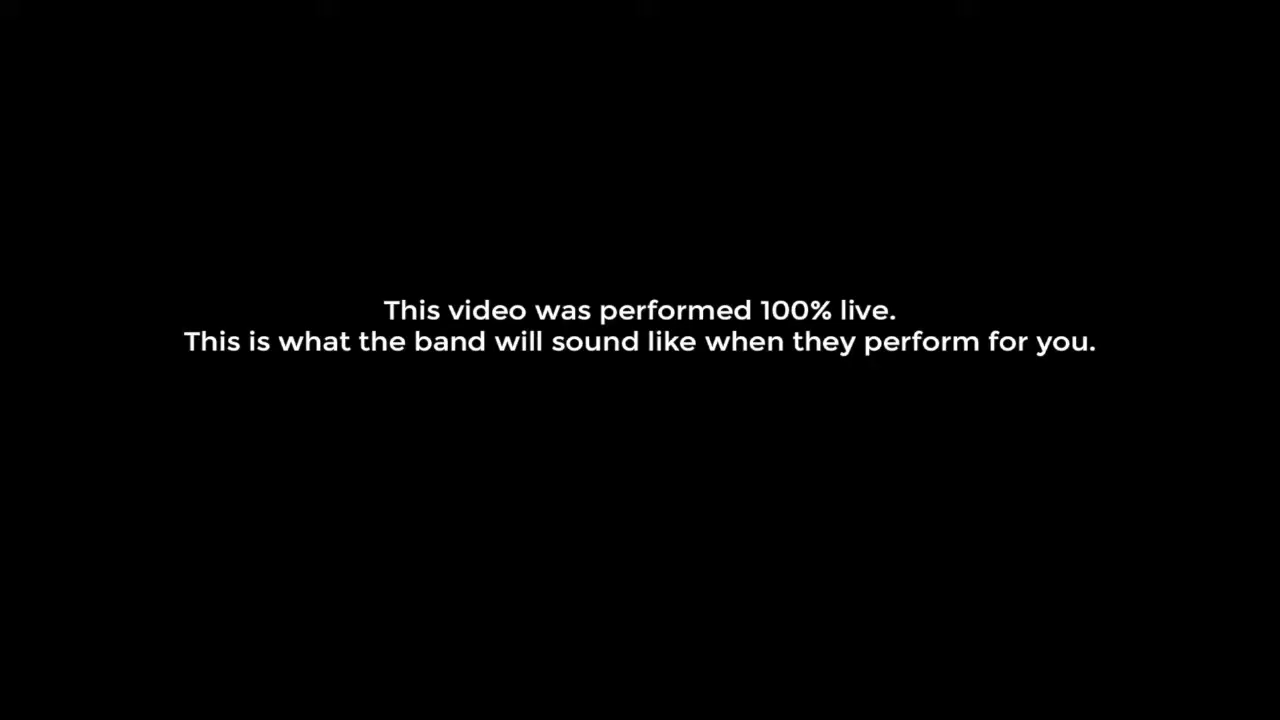 This video was performed 100% live.
This is what the band will sound like when they perform for you.